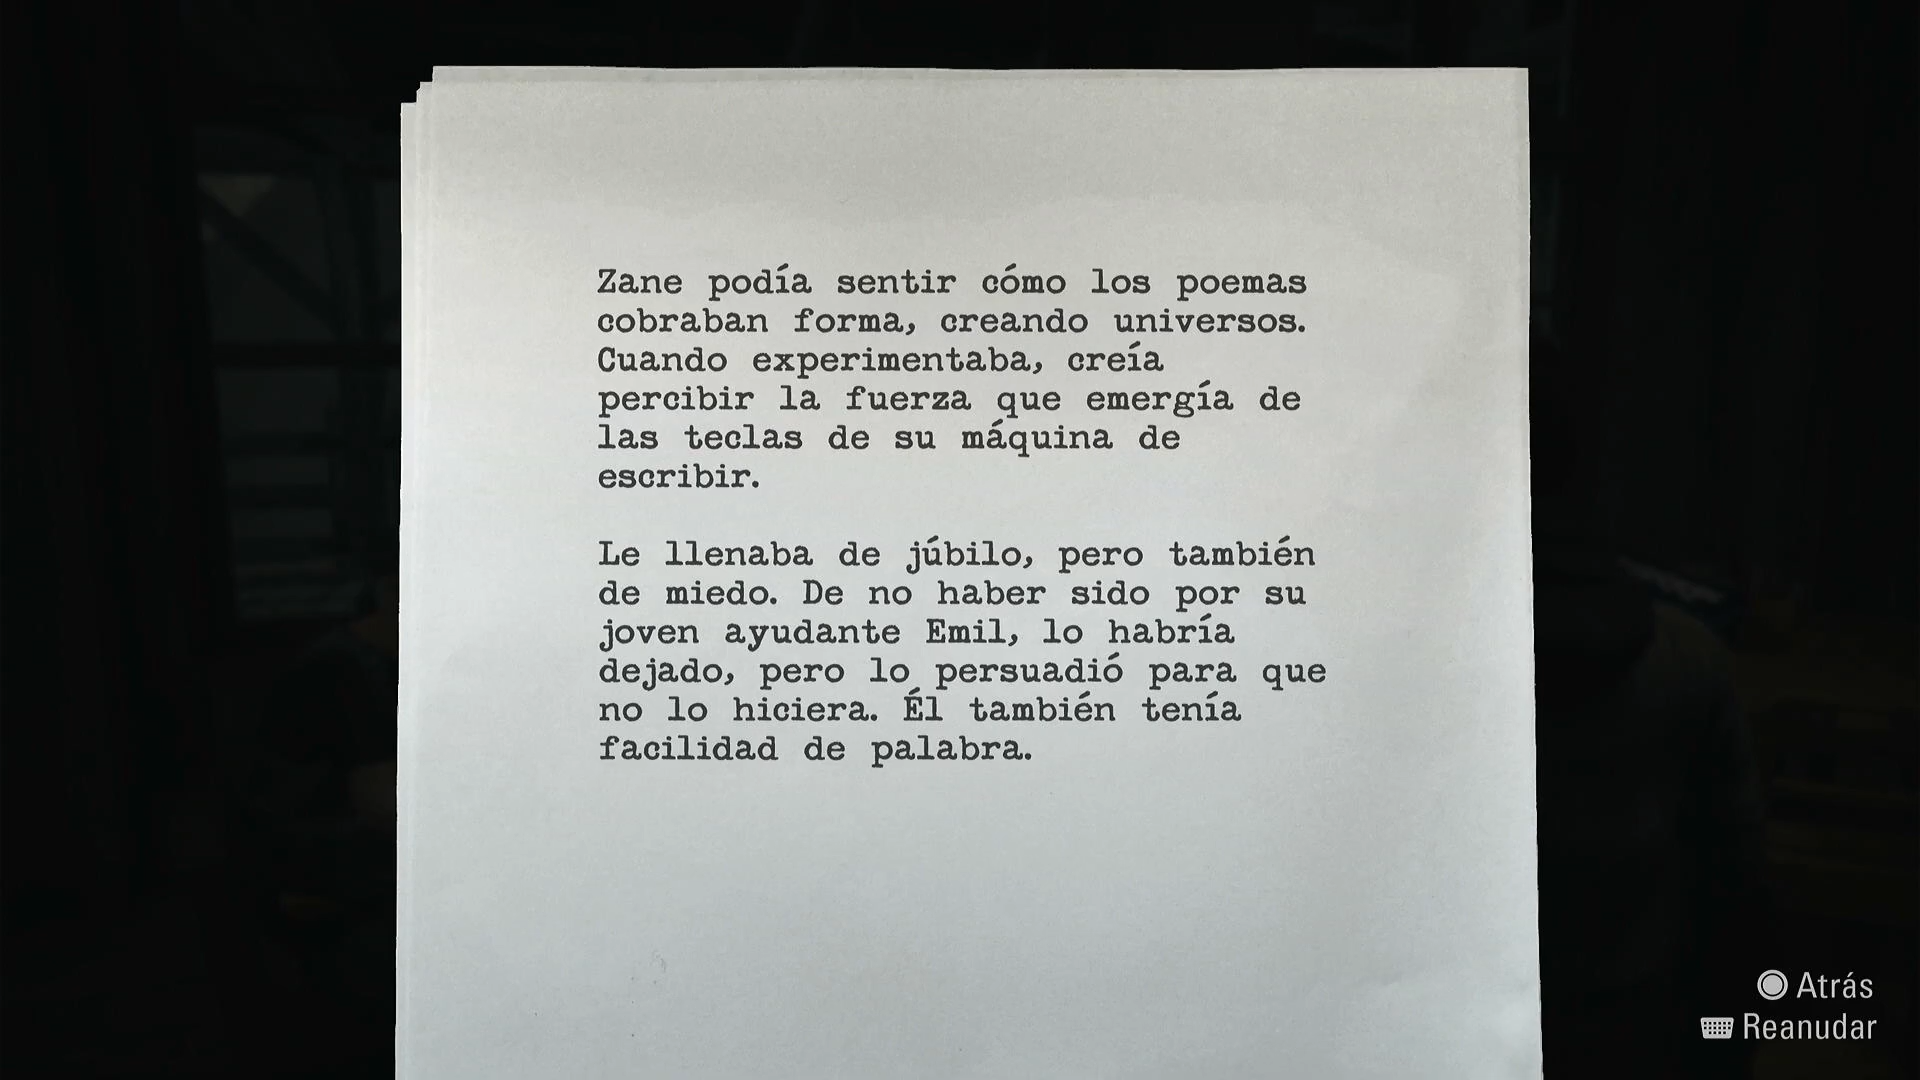 Zane podía sentir cómo los poemas
cobraban forma, creando universos.
Cuando experimentaba, creía
percibir la fuerza que emergía de
las teclas de su máquina de
escribir.
Le llenaba de júbilo, pero también
de miedo. De no haber sido por su
joven ayudante Emil, lo habría
dejado, pero lo persuadió para que
no lo hiciera. Él también tenía
facilidad de palabra.
Atrás
Reanudar